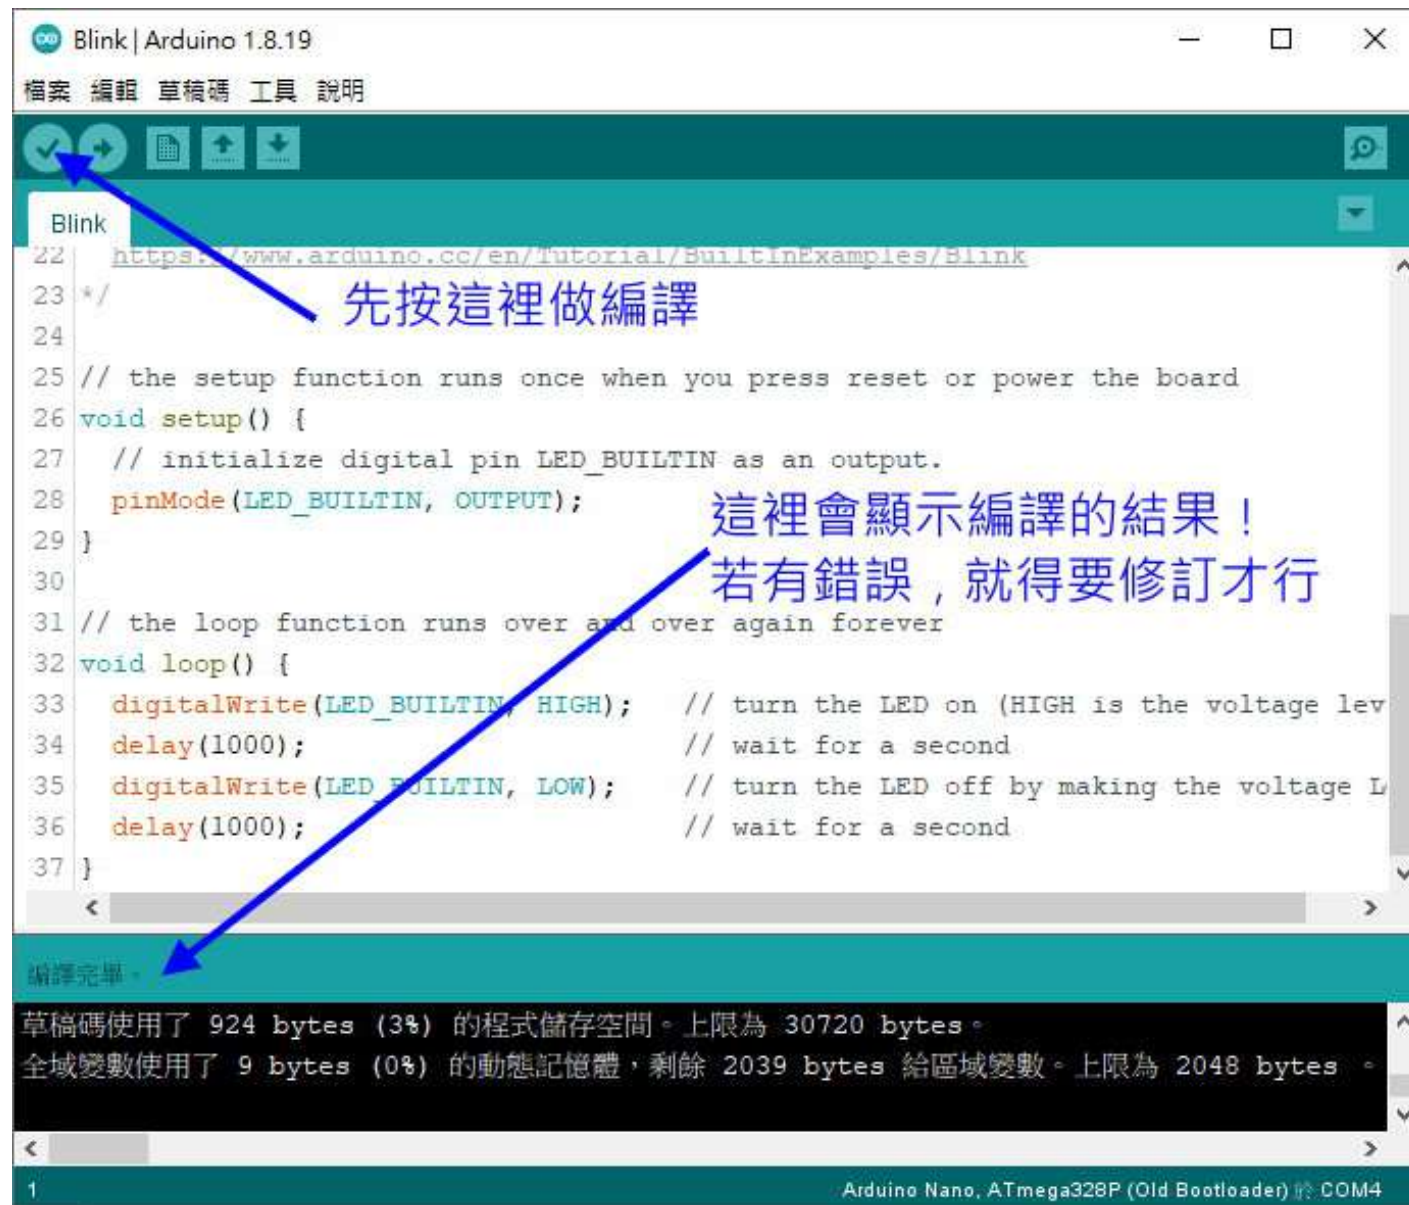 Blink | Arduino 1.8.19
檔案 編輯 草稿碼 工具 說明
Blink
22 https://www.arduino.cc/en/Tutorial/BuiltInExamples/Blink
23 */
先按這裡做編譯
24
25 // the setup function runs once when you press reset or power the board
26 void setup() {
27 // initialize digital pin LED_BUILTIN as an output.
28 pinMode(LED_BUILTIN, OUTPUT);
這裡會顯示編譯的結果！
29 }
若有錯誤，就得要修訂才行
30
31 // the loop function runs over and over again forever
32 void loop() {
33 digitalWrite(LED_BUILTIN, HIGH); // turn the LED on (HIGH is the voltage lev
34 delay(1000); // wait for a second
35 digitalWrite(LED_BUILTIN, LOW); // turn the LED off by making the voltage L
36 delay(1000); // wait for a second
37 }
編譯完畢。
草稿碼使用了 924 bytes (3%) 的程式儲存空間。上限為 30720 bytes。
全域變數使用了 9 bytes (0%) 的動態記憶體，剩餘 2039 bytes 給區域變數。上限為 2048 bytes 。
1 Arduino Nano, ATmega328P (Old Bootloader) 於 COM4